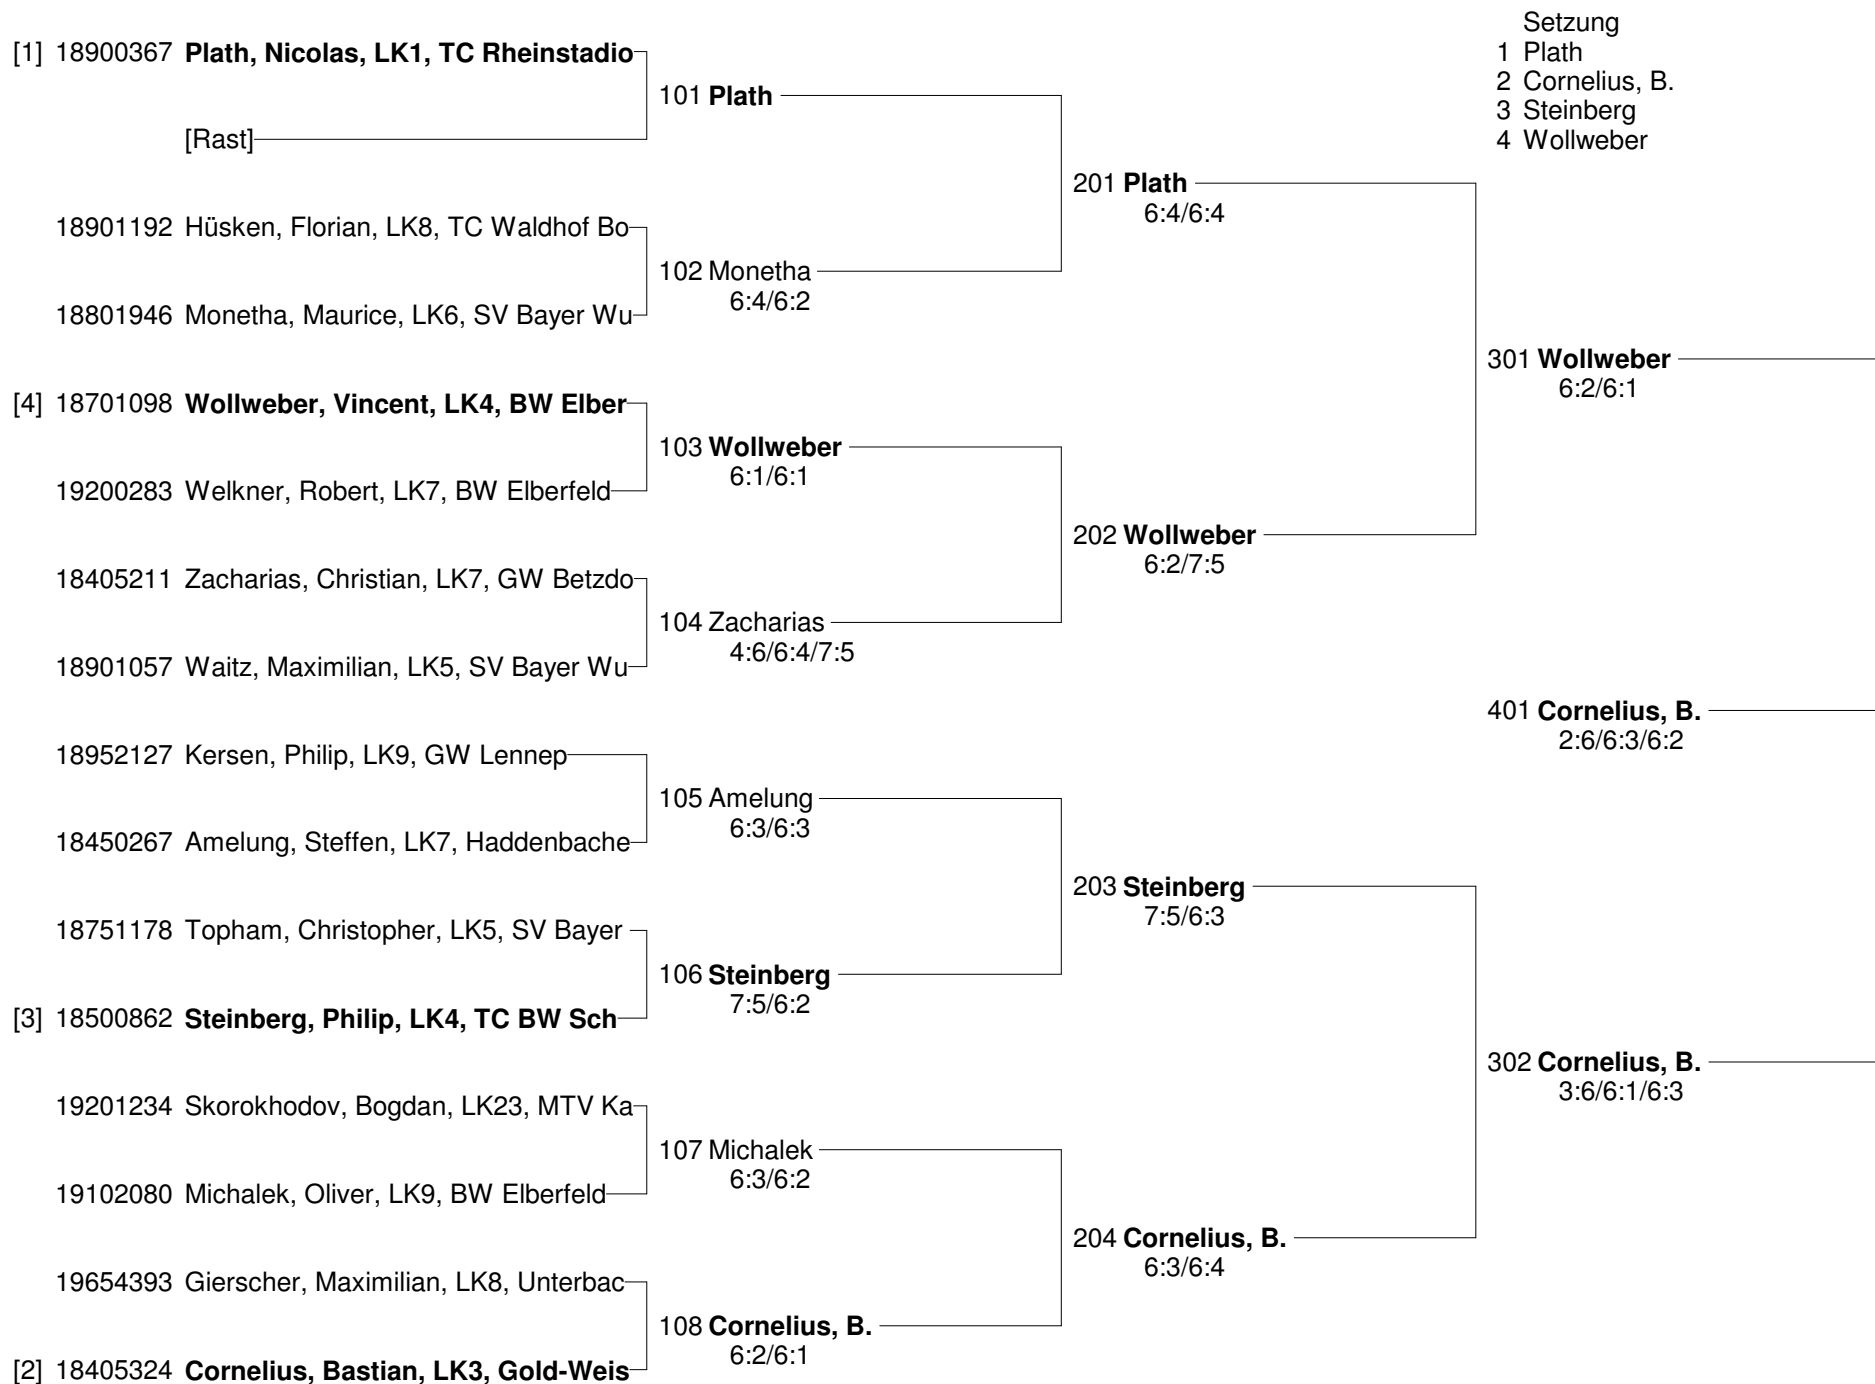 Setzung
1 Plath
2 Cornelius, B.
3 Steinberg
4 Wollweber
[1] 18900367 Plath, Nicolas, LK1, TC Rheinstadio
101 Plath
[Rast]
201 Plath
6:4/6:4
18901192 Hüsken, Florian, LK8, TC Waldhof Bo
102 Monetha
6:4/6:2
18801946 Monetha, Maurice, LK6, SV Bayer Wu
301 Wollweber
6:2/6:1
[4] 18701098 Wollweber, Vincent, LK4, BW Elber
103 Wollweber
6:1/6:1
19200283 Welkner, Robert, LK7, BW Elberfeld
202 Wollweber
6:2/7:5
18405211 Zacharias, Christian, LK7, GW Betzdo
104 Zacharias
4:6/6:4/7:5
18901057 Waitz, Maximilian, LK5, SV Bayer Wu
401 Cornelius, B.
2:6/6:3/6:2
18952127 Kersen, Philip, LK9, GW Lennep
105 Amelung
6:3/6:3
18450267 Amelung, Steffen, LK7, Haddenbache
203 Steinberg
7:5/6:3
18751178 Topham, Christopher, LK5, SV Bayer
106 Steinberg
7:5/6:2
[3] 18500862 Steinberg, Philip, LK4, TC BW Sch
302 Cornelius, B.
3:6/6:1/6:3
19201234 Skorokhodov, Bogdan, LK23, MTV Ka
107 Michalek
6:3/6:2
19102080 Michalek, Oliver, LK9, BW Elberfeld
204 Cornelius, B.
6:3/6:4
19654393 Gierscher, Maximilian, LK8, Unterbac
108 Cornelius, B.
6:2/6:1
[2] 18405324 Cornelius, Bastian, LK3, Gold-Weis